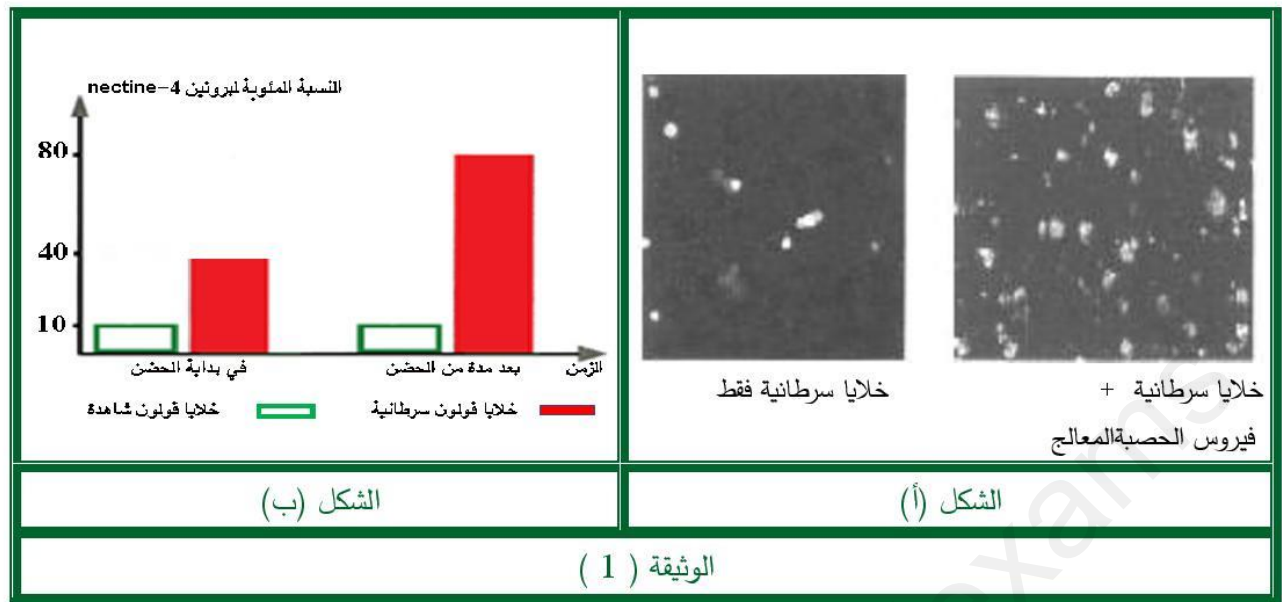 خلايا سرطانية +
فيروس الحصبةالمعالج
خلايا سرطانية فقط
الشكل (أ)
النسبة المئوية لبروتين nectine-4
80
40
10
في بداية الحضن
بعد مدة من الحضن
الزمن
خلايا قولون سرطانية
خلايا قولون شاهدة
الشكل (ب)
الوثيقة ( 1 )
exams